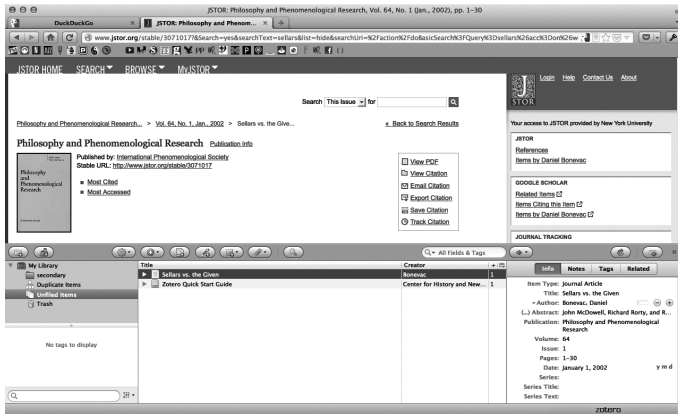 JSTOR: Philosophy and Phenomenological Research, Vol. 64, No. 1 (Jan., 2002), pp. 1-30
DuckDuckGo
JSTOR: Philosophy and Phenom...
www.jstor.org/stable/3071017?&Search=yes&searchText=sellars&list=hide&searchUri=%2Faction%2FdoBasicSearch%3FQuery%3Dsellars%26acc%3Don%26w
JSTOR HOME SEARCH BROWSE MyJSTOR
Search This Issue for
JSTOR
Login Help Contact Us About
Philosophy and Phenomenological Research... > Vol. 64, No. 1, Jan., 2002 > Sellars vs. the Give...
« Back to Search Results
Your access to JSTOR provided by New York University
Philosophy and Phenomenological Research Publication Info
Philosophy
and
Phenomenological
Research
Published by: International Phenomenological Society
Stable URL: http://www.jstor.org/stable/3071017
Most Cited
Most Accessed
View PDF
View Citation
Email Citation
Export Citation
Save Citation
Track Citation
JSTOR
References
Items by Daniel Bonevac
GOOGLE SCHOLAR
Related Items
Items Citing this Item
Items by Daniel Bonevac
JOURNAL TRACKING
All Fields & Tags
My Library
secondary
Duplicate Items
Unfiled Items
Trash
No tags to display
Title Creator +
Sellars vs. the Given Bonevac 1
Zotero Quick Start Guide Center for History and New... 1
Info Notes Tags Related
Item Type: Journal Article
Title: Sellars vs. the Given
Author: Bonevac, Daniel
(...) Abstract: John McDowell, Richard Rorty, and R...
Publication: Philosophy and Phenomenological
Research
Volume: 64
Issue: 1
Pages: 1-30
Date: January 1, 2002 y m d
Series:
Series Title:
Series Text:
zotero